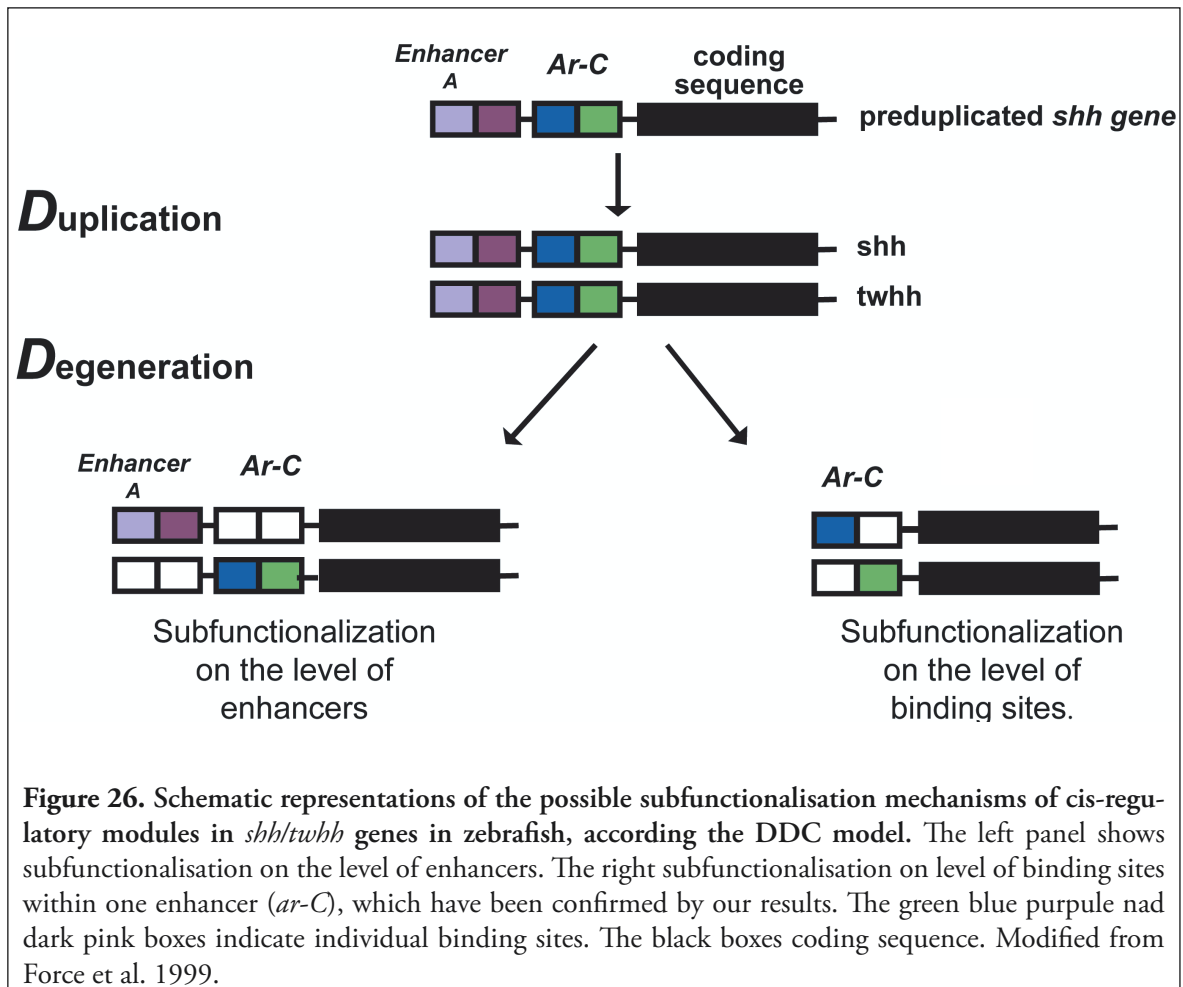 Enhancer
A
Ar-C
coding
sequence
preduplicated shh gene
Duplication
shh
twhh
Degeneration
Enhancer
A
Ar-C
Subfunctionalization
on the level of
enhancers
Ar-C
Subfunctionalization
on the level of
binding sites.
Figure 26. Schematic representations of the possible subfunctionalisation mechanisms of cis-regu-
latory modules in shh/twhh genes in zebrafish, according the DDC model. The left panel shows
subfunctionalisation on the level of enhancers. The right subfunctionalisation on level of binding sites
within one enhancer (ar-C), which have been confirmed by our results. The green blue purpule nad
dark pink boxes indicate individual binding sites. The black boxes coding sequence. Modified from
Force et al. 1999.